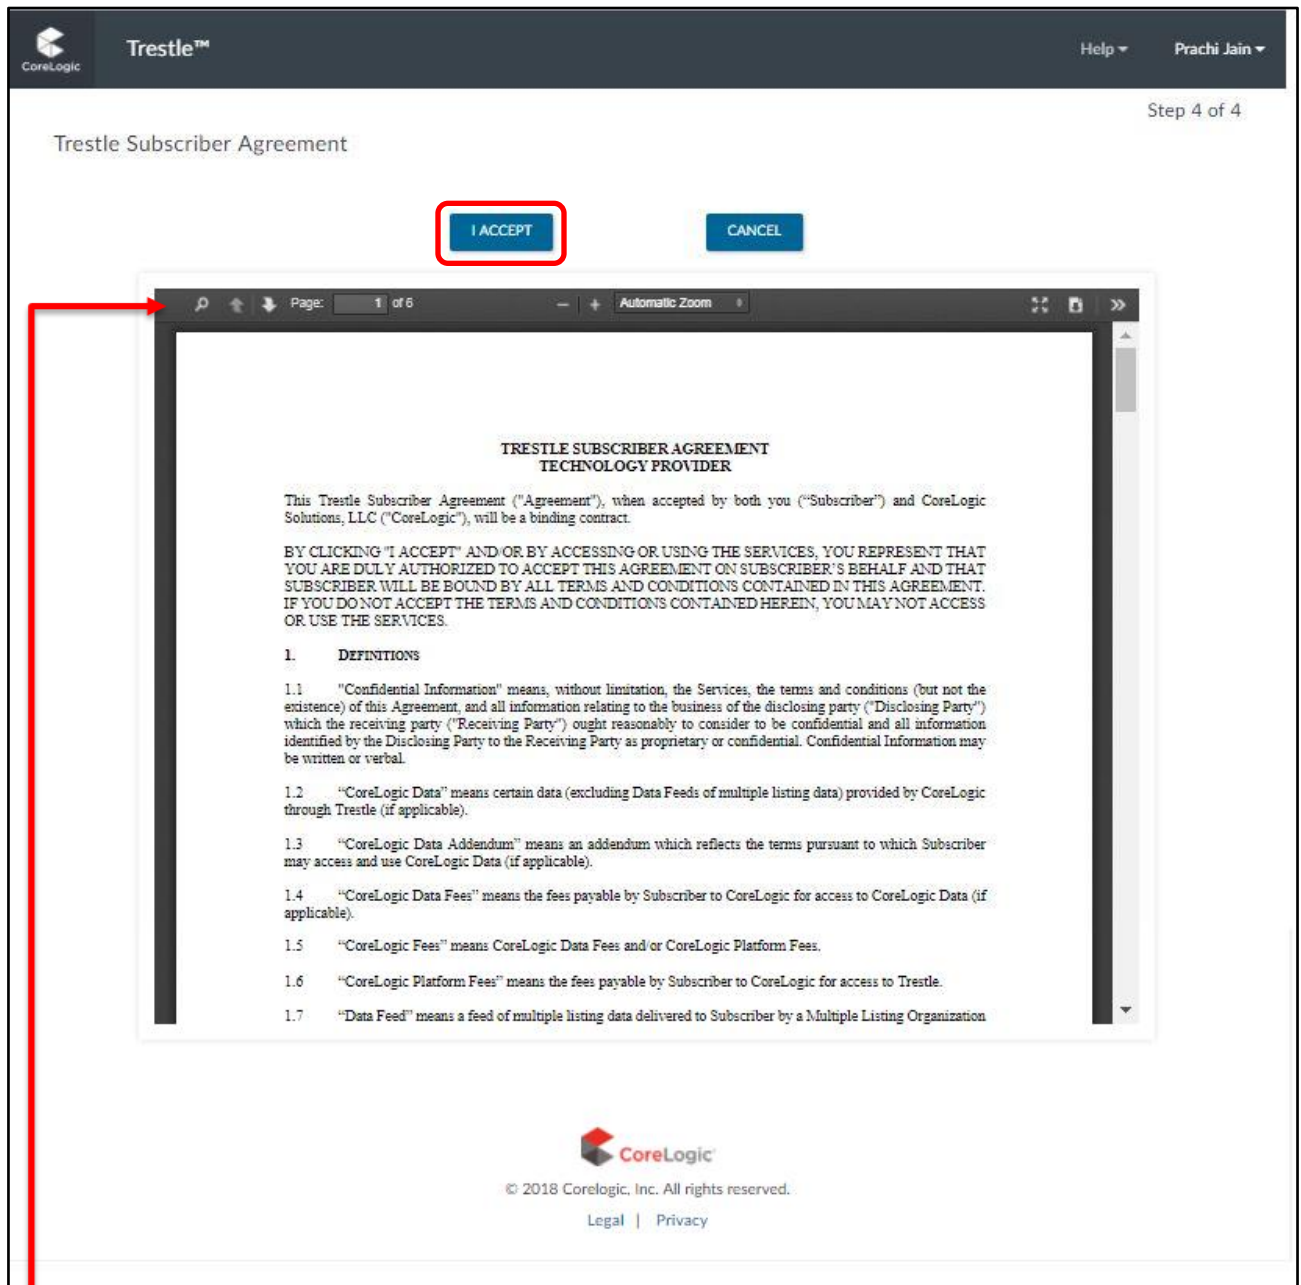 CoreLogic
Trestle™
Help
Prachi Jain
Step 4 of 4
Trestle Subscriber Agreement
I ACCEPT
CANCEL
Page: 1 of 6
Automatic Zoom
TRESTLE SUBSCRIBER AGREEMENT
TECHNOLOGY PROVIDER
This Trestle Subscriber Agreement ("Agreement"), when accepted by both you (“Subscriber”) and CoreLogic
Solutions, LLC ("CoreLogic"), will be a binding contract.
BY CLICKING "I ACCEPT" AND/OR BY ACCESSING OR USING THE SERVICES, YOU REPRESENT THAT
YOU ARE DULY AUTHORIZED TO ACCEPT THIS AGREEMENT ON SUBSCRIBER’S BEHALF AND THAT
SUBSCRIBER WILL BE BOUND BY ALL TERMS AND CONDITIONS CONTAINED IN THIS AGREEMENT.
IF YOU DO NOT ACCEPT THE TERMS AND CONDITIONS CONTAINED HEREIN, YOU MAY NOT ACCESS
OR USE THE SERVICES.
1. DEFINITIONS
1.1 "Confidential Information" means, without limitation, the Services, the terms and conditions (but not the
existence) of this Agreement, and all information relating to the business of the disclosing party ("Disclosing Party")
which the receiving party ("Receiving Party") ought reasonably to consider to be confidential and all information
identified by the Disclosing Party to the Receiving Party as proprietary or confidential. Confidential Information may
be written or verbal.
1.2 “CoreLogic Data” means certain data (excluding Data Feeds of multiple listing data) provided by CoreLogic
through Trestle (if applicable).
1.3 “CoreLogic Data Addendum” means an addendum which reflects the terms pursuant to which Subscriber
may access and use CoreLogic Data (if applicable).
1.4 “CoreLogic Data Fees” means the fees payable by Subscriber to CoreLogic for access to CoreLogic Data (if
applicable).
1.5 “CoreLogic Fees” means CoreLogic Data Fees and/or CoreLogic Platform Fees.
1.6 “CoreLogic Platform Fees” means the fees payable by Subscriber to CoreLogic for access to Trestle.
1.7 “Data Feed” means a feed of multiple listing data delivered to Subscriber by a Multiple Listing Organization
CoreLogic
© 2018 Corelogic, Inc. All rights reserved.
Legal | Privacy